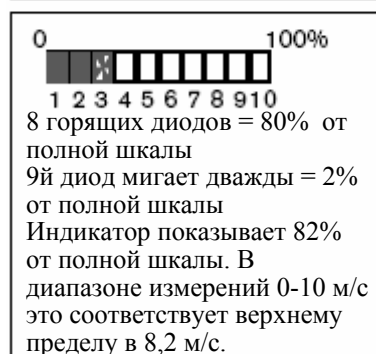 0 100%
1 2 3 4 5 6 7 8 9 10
8 горящих диодов = 80% от
полной шкалы
9й диод мигает дважды = 2%
от полной шкалы
Индикатор показывает 82%
от полной шкалы. В
диапазоне измерений 0-10 м/с
это соответствует верхнему
пределу в 8,2 м/с.